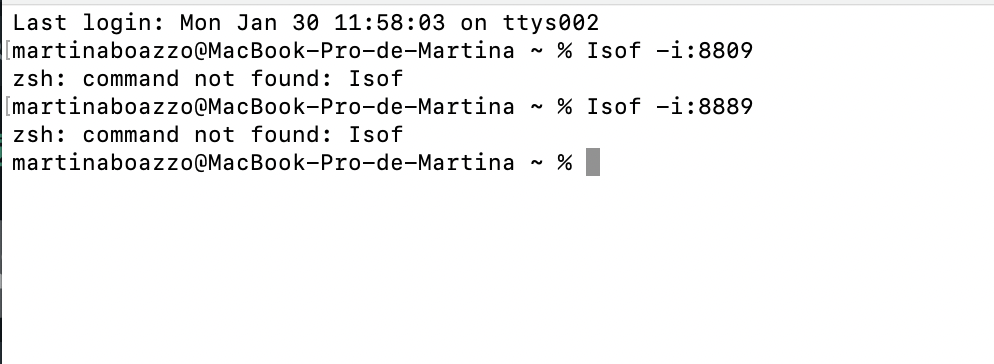 Last login: Mon Jan 30 11:58:03 on ttys002
[martinaboazzo@MacBook-Pro-de-Martina ~ % Isof -i:8809
zsh: command not found: Isof
[martinaboazzo@MacBook-Pro-de-Martina ~ % Isof -i:8889
zsh: command not found: Isof
martinaboazzo@MacBook-Pro-de-Martina ~ %